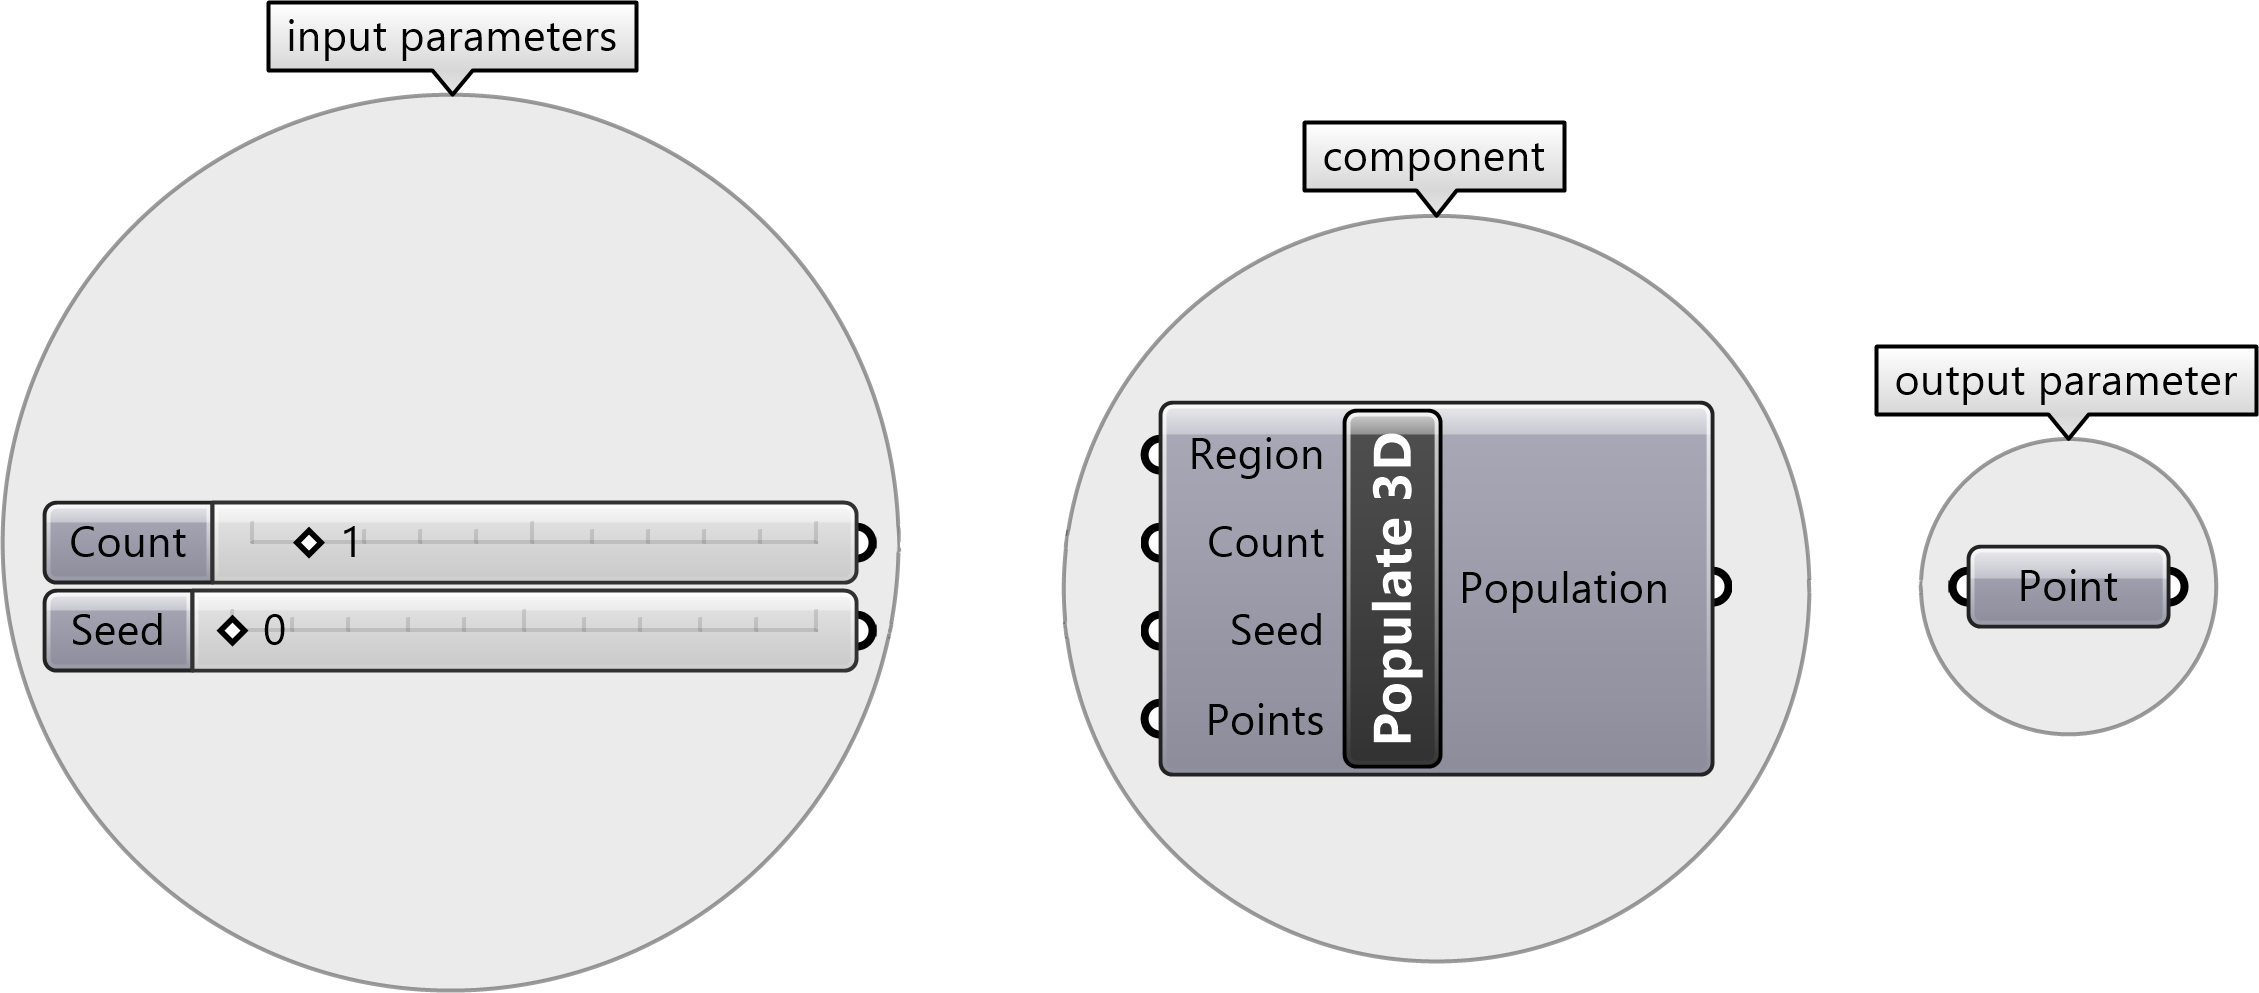 input parameters
Count 1
Seed 0
component
Region
Count
Seed
Points
Populate 3D
Population
output parameter
Point